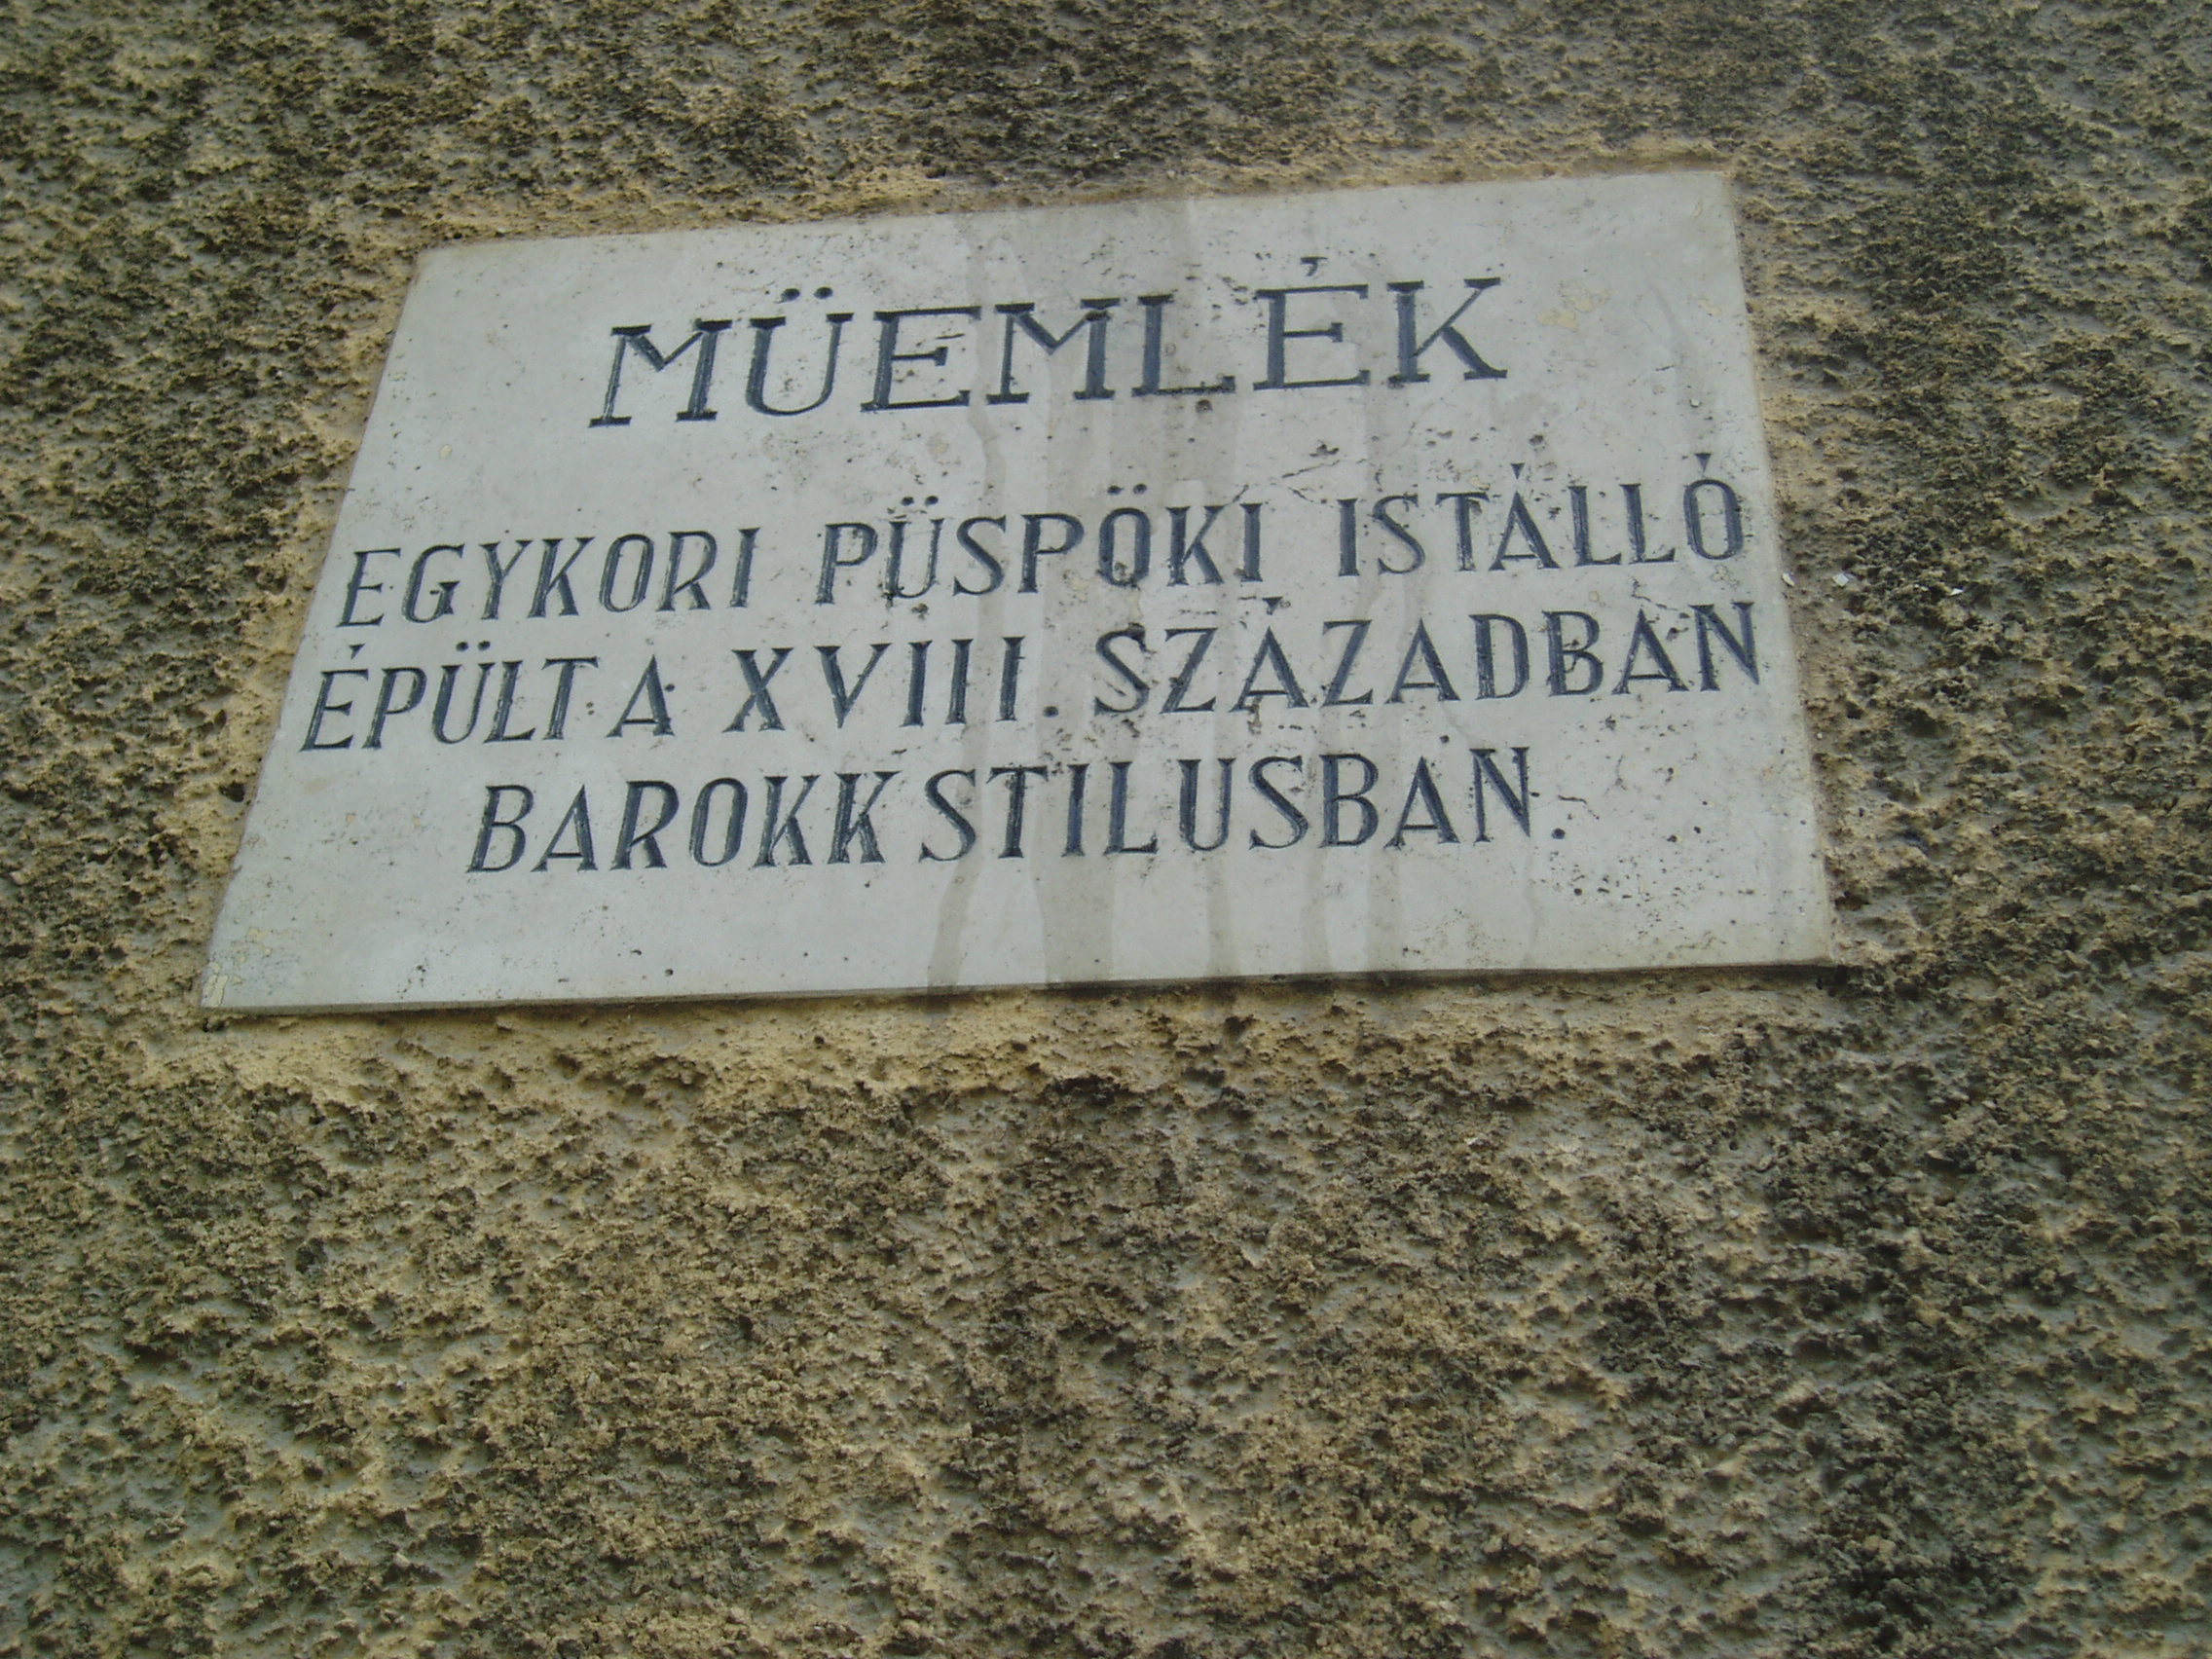 MÜEMLÉK
EGYKORI PÜSPÖKI ISTÁLLÓ
ÉPÜLT A XVIII. SZÁZADBAN
BAROKK STILUSBAN.